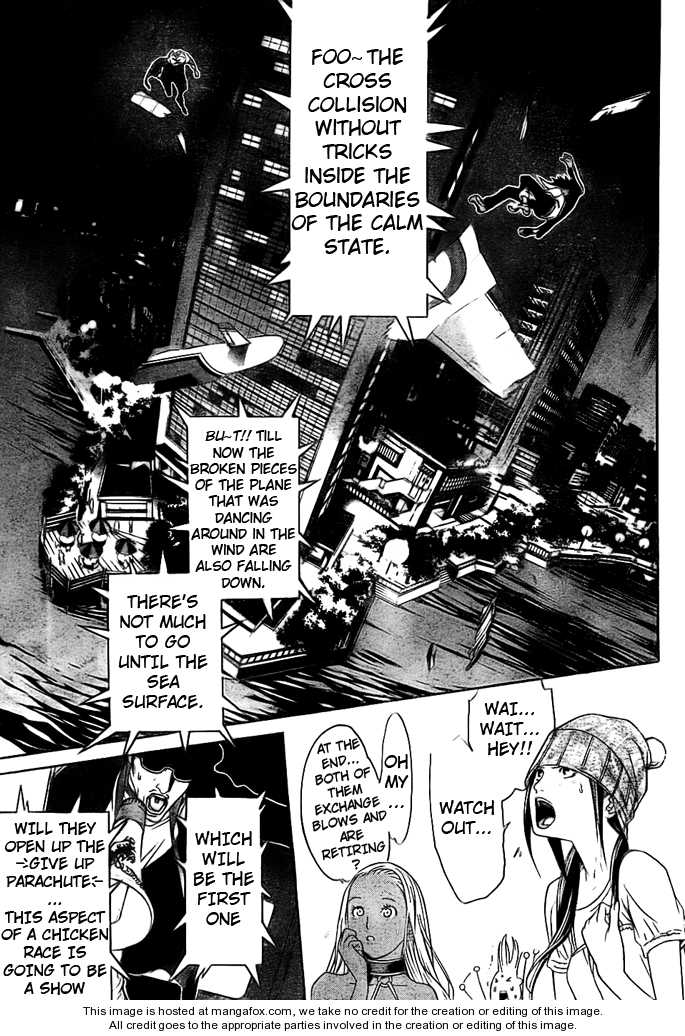 FOO~ THE
CROSS
COLLISION
WITHOUT
TRICKS
INSIDE THE
BOUNDARIES
OF THE CALM
STATE.
BU~T!! TILL
NOW THE
BROKEN PIECES
OF THE PLANE
THAT WAS
DANCING
AROUND IN THE
WIND ARE
ALSO FALLING
DOWN.
THERE'S
NOT MUCH
TO GO
UNTIL THE
SEA
SURFACE.
WAI...
WAIT...
HEY!!
WATCH
OUT...
OH
MY
...
AT THE
END...
BOTH OF
THEM
EXCHANGE
BLOWS AND
ARE
RETIRING
?
WHICH
WILL
BE THE
FIRST
ONE
WILL THEY
OPEN UP THE
-GIVE UP
PARACHUTE-
...
THIS ASPECT
OF A CHICKEN
RACE IS
GOING TO BE
A SHOW
This image is hosted at mangafox.com, we take no credit for the creation or editing of this image.
All credit goes to the appropriate parties involved in the creation or editing of this image.